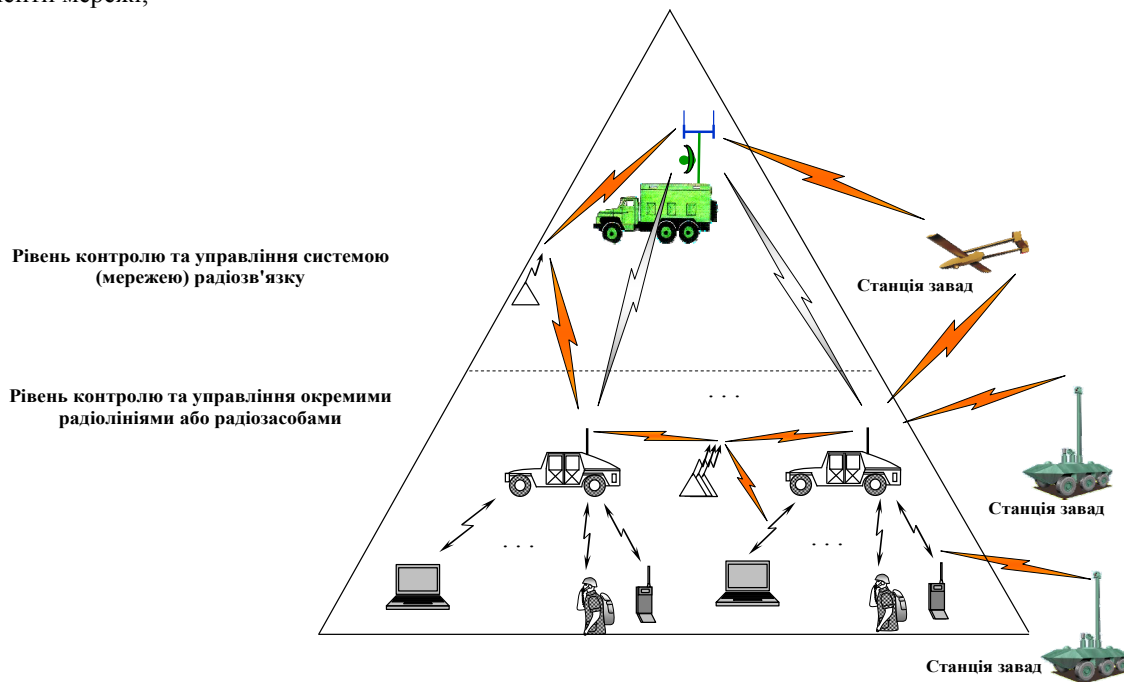 Рівень контролю та управління системою
(мережею) радіозв'язку
Станція завад
Рівень контролю та управління окремими
радіолініями або радіозасобами
. . .
Станція завад
. . .
. . .
Станція завад